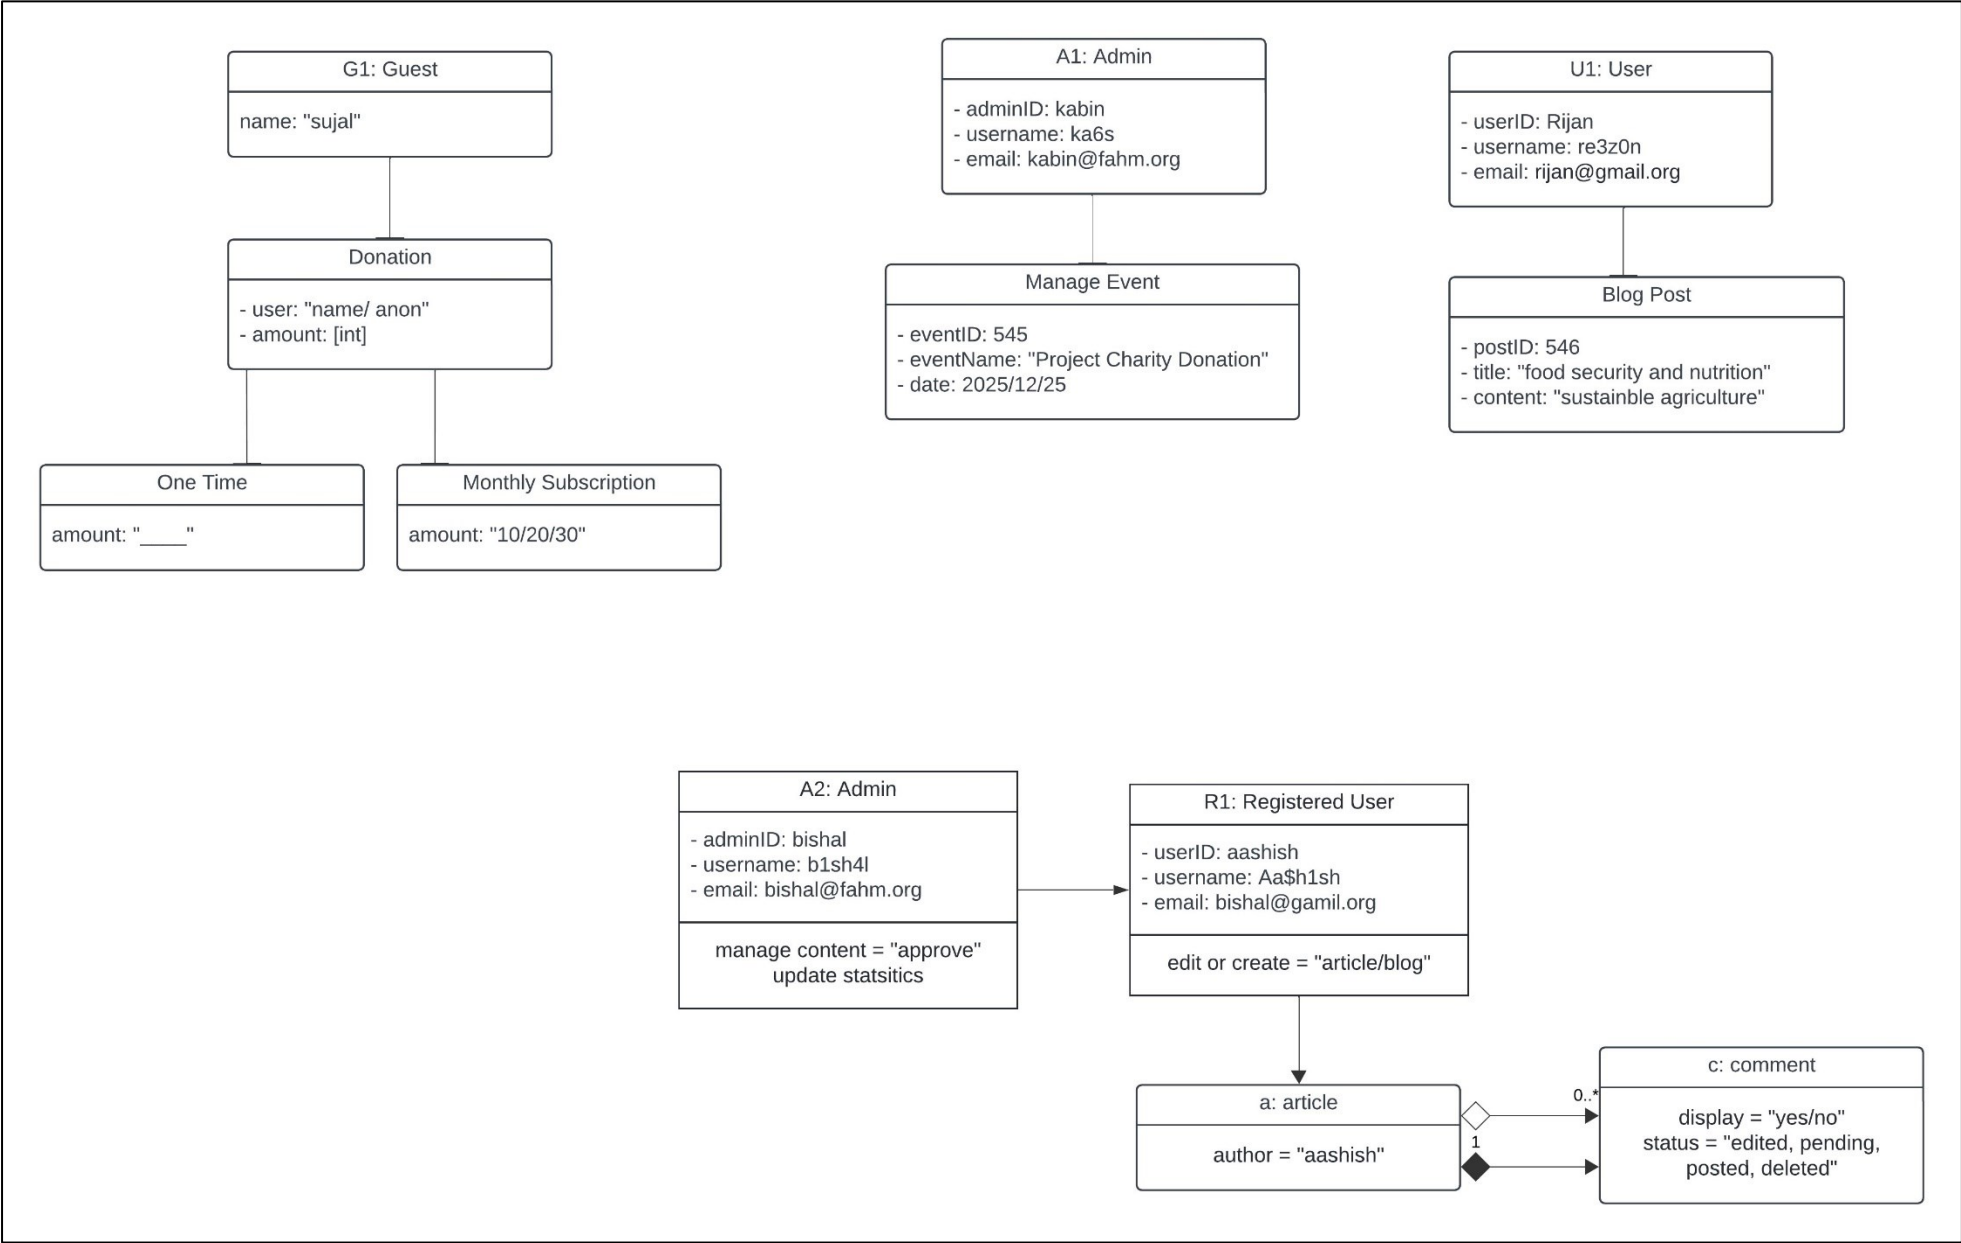 G1: Guest
name: "sujal"
Donation
- user: "name/ anon"
- amount: [int]
One Time
amount: "____"
Monthly Subscription
amount: "10/20/30"
A1: Admin
- adminID: kabin
- username: ka6s
- email: kabin@fahm.org
Manage Event
- eventID: 545
- eventName: "Project Charity Donation"
- date: 2025/12/25
U1: User
- userID: Rijan
- username: re3z0n
- email: rijan@gmail.org
Blog Post
- postID: 546
- title: "food security and nutrition"
- content: "sustainble agriculture"
A2: Admin
- adminID: bishal
- username: b1sh4l
- email: bishal@fahm.org
manage content = "approve"
update statsitics
R1: Registered User
- userID: aashish
- username: Aa$h1sh
- email: bishal@gamil.org
edit or create = "article/blog"
a: article
author = "aashish"
0..*
1
c: comment
display = "yes/no"
status = "edited, pending,
posted, deleted"